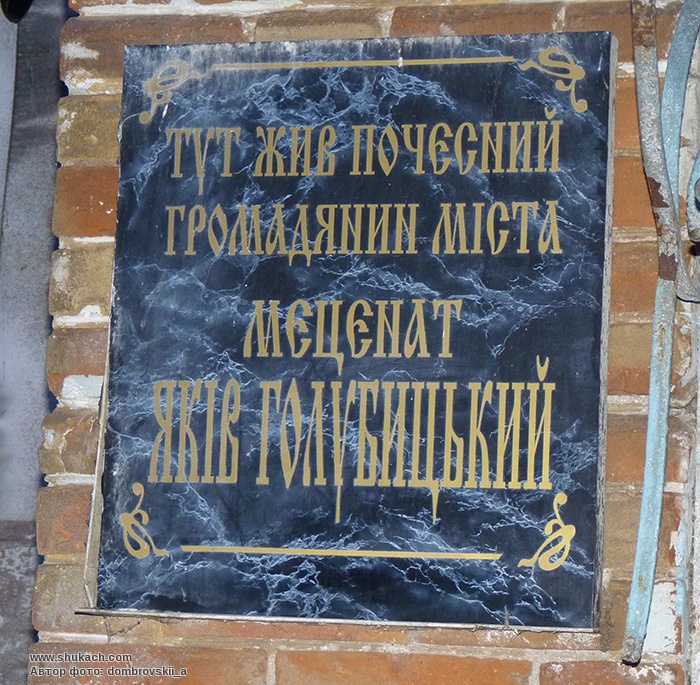 ТУТ ЖИВ ПОЧЕСНИЙ
ГРОМАДЯНИН МІСТА
МЕЦЕНАТ
ЯКІВ ГОЛУБИЦЬКИЙ
www.shukach.com
Автор фото: dombrovskii_a